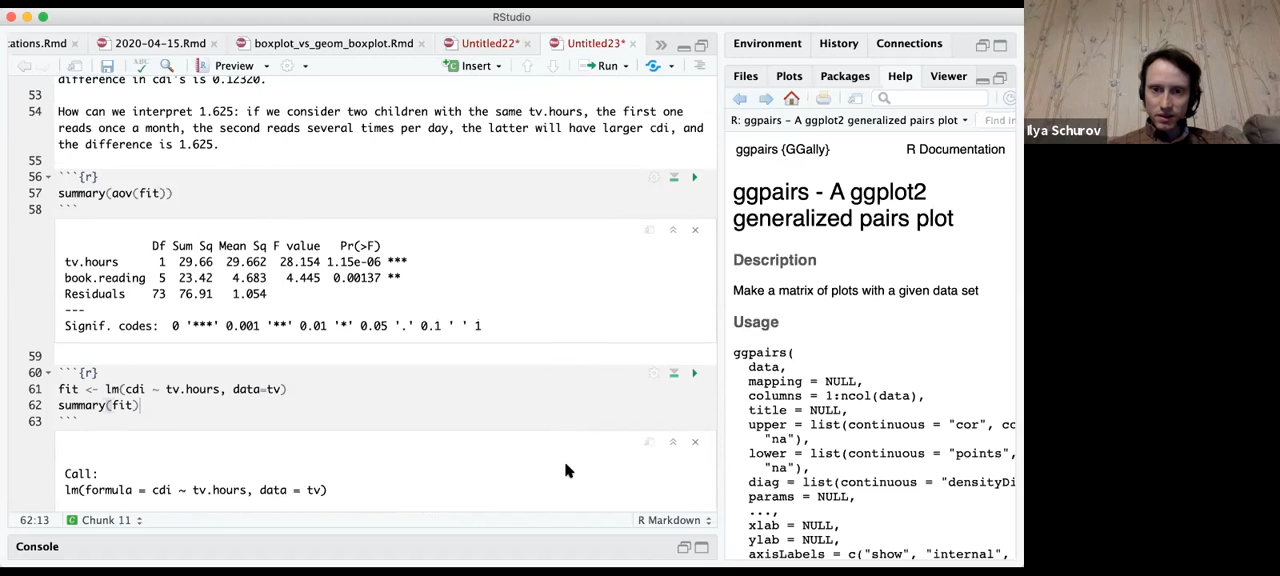 RStudio
cations.Rmd
2020-04-15.Rmd
boxplot_vs_geom_boxplot.Rmd
Untitled22*
Untitled23*
Preview
Insert
Run
difference in cdi's is 0.12320.
53
54 How can we interpret 1.625: if we consider two children with the same tv.hours, the first one
reads once a month, the second reads several times per day, the latter will have larger cdi, and
the difference is 1.625.
55
56 ```{r}
57 summary(aov(fit))
58 ```
Df Sum Sq Mean Sq F value Pr(>F)
tv.hours 1 29.66 29.662 28.154 1.15e-06 ***
book.reading 5 23.42 4.683 4.445 0.00137 **
Residuals 73 76.91 1.054
---
Signif. codes: 0 '***' 0.001 '**' 0.01 '*' 0.05 '.' 0.1 ' ' 1
59
60 ```{r}
61 fit <- lm(cdi ~ tv.hours, data=tv)
62 summary(fit)
63 ```
Call:
lm(formula = cdi ~ tv.hours, data = tv)
62:13 Chunk 11 R Markdown
Console
Environment History Connections
Files Plots Packages Help Viewer
R: ggpairs - A ggplot2 generalized pairs plot Find in
ggpairs {GGally} R Documentation
ggpairs - A ggplot2
generalized pairs plot
Description
Make a matrix of plots with a given data set
Usage
ggpairs(
data,
mapping = NULL,
columns = 1:ncol(data),
title = NULL,
upper = list(continuous = "cor", co
"na"),
lower = list(continuous = "points",
"na"),
diag = list(continuous = "densityDi
params = NULL,
...,
xlab = NULL,
ylab = NULL,
axisLabels = c("show", "internal",
Ilya Schurov